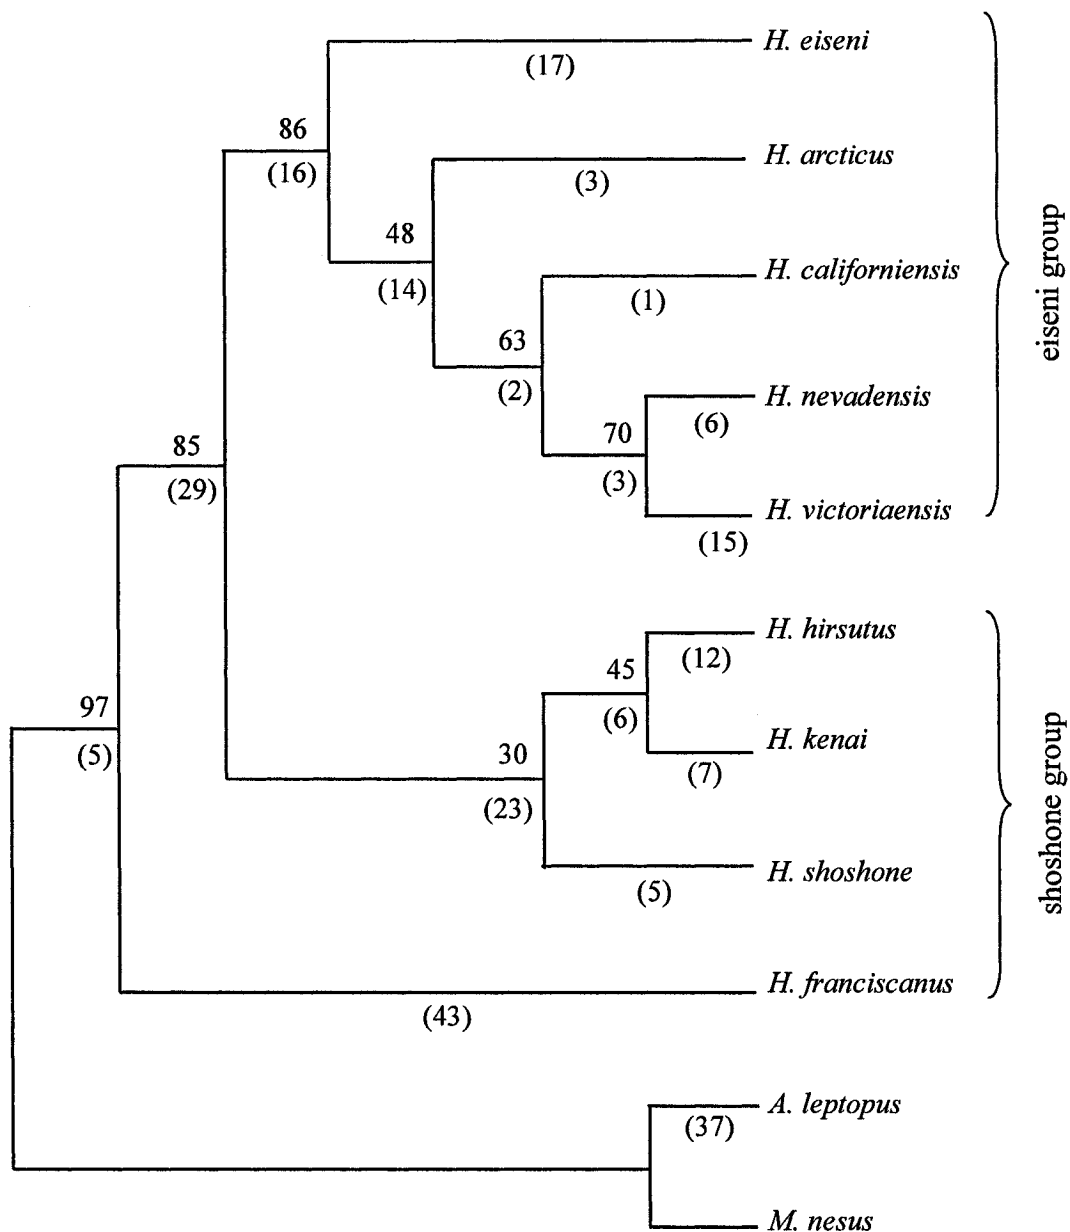 H. eiseni
(17)
86
(16)
H. arcticus
(3)
48
(14)
H. californiensis
(1)
63
(2)
H. nevadensis
(6)
70
(3)
H. victoriaensis
(15)
eiseni group
85
(29)
H. hirsutus
(12)
45
(6)
H. kenai
(7)
30
(23)
H. shoshone
(5)
shoshone group
97
(5)
H. franciscanus
(43)
A. leptopus
(37)
M. nesus